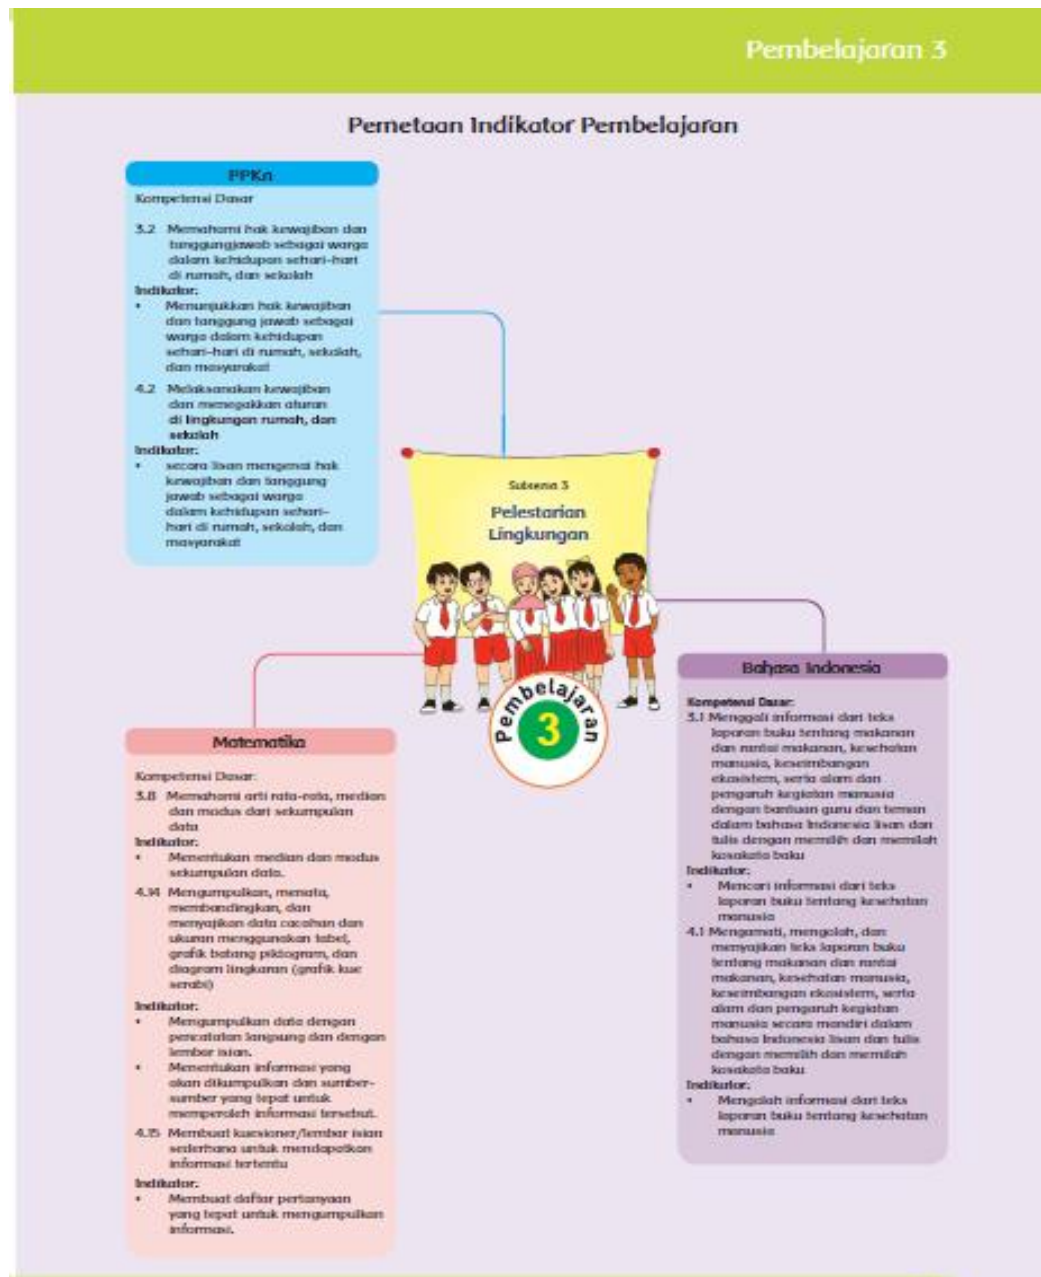 Pembelajaran 3
Pemetaan Indikator Pembelajaran
PPKn
Kompetensi Dasar
3.2 Memahami hak kewajiban dan
tanggungjawab sebagai warga
dalam kehidupan sehari-hari
di rumah, dan sekolah
Indikator:
• Menunjukkan hak kewajiban
dan tanggung jawab sebagai
warga dalam kehidupan
sehari-hari di rumah, sekolah,
dan masyarakat
4.2 Melaksanakan kewajiban
dan menegakkan aturan
di lingkungan rumah, dan
sekolah
Indikator:
• secara lisan mengenai hak
kewajiban dan tanggung
jawab sebagai warga
dalam kehidupan sehari-
hari di rumah, sekolah, dan
masyarakat
Subtema 3
Pelestarian
Lingkungan
Pembelajaran
3
Matematika
Kompetensi Dasar:
3.8 Memahami arti rata-rata, median
dan modus dari sekumpulan
data
Indikator:
• Menentukan median dan modus
sekumpulan data.
4.14 Mengumpulkan, menata,
membandingkan, dan
menyajikan data cacahan dan
ukuran menggunakan tabel,
grafik batang piktogram, dan
diagram lingkaran (grafik kue
serabi)
Indikator:
• Mengumpulkan data dengan
pencatatan langsung dan dengan
lembar isian.
• Menentukan informasi yang
akan dikumpulkan dan sumber-
sumber yang tepat untuk
memperoleh informasi tersebut.
4.15 Membuat kuesioner/lembar isian
sederhana untuk mendapatkan
informasi tertentu
Indikator:
• Membuat daftar pertanyaan
yang tepat untuk mengumpulkan
informasi.
Bahasa Indonesia
Kompetensi Dasar:
3.1 Menggali informasi dari teks
laporan buku tentang makanan
dan rantai makanan, kesehatan
manusia, keseimbangan
ekosistem, serta alam dan
pengaruh kegiatan manusia
dengan bantuan guru dan teman
dalam bahasa Indonesia lisan dan
tulis dengan memilih dan memilah
kosakata baku
Indikator:
• Mencari informasi dari teks
laporan buku tentang kesehatan
manusia
4.1 Mengamati, mengolah, dan
menyajikan teks laporan buku
tentang makanan dan rantai
makanan, kesehatan manusia,
keseimbangan ekosistem, serta
alam dan pengaruh kegiatan
manusia secara mandiri dalam
bahasa Indonesia lisan dan tulis
dengan memilih dan memilah
kosakata baku
Indikator:
• Mengolah informasi dari teks
laporan buku tentang kesehatan
manusia